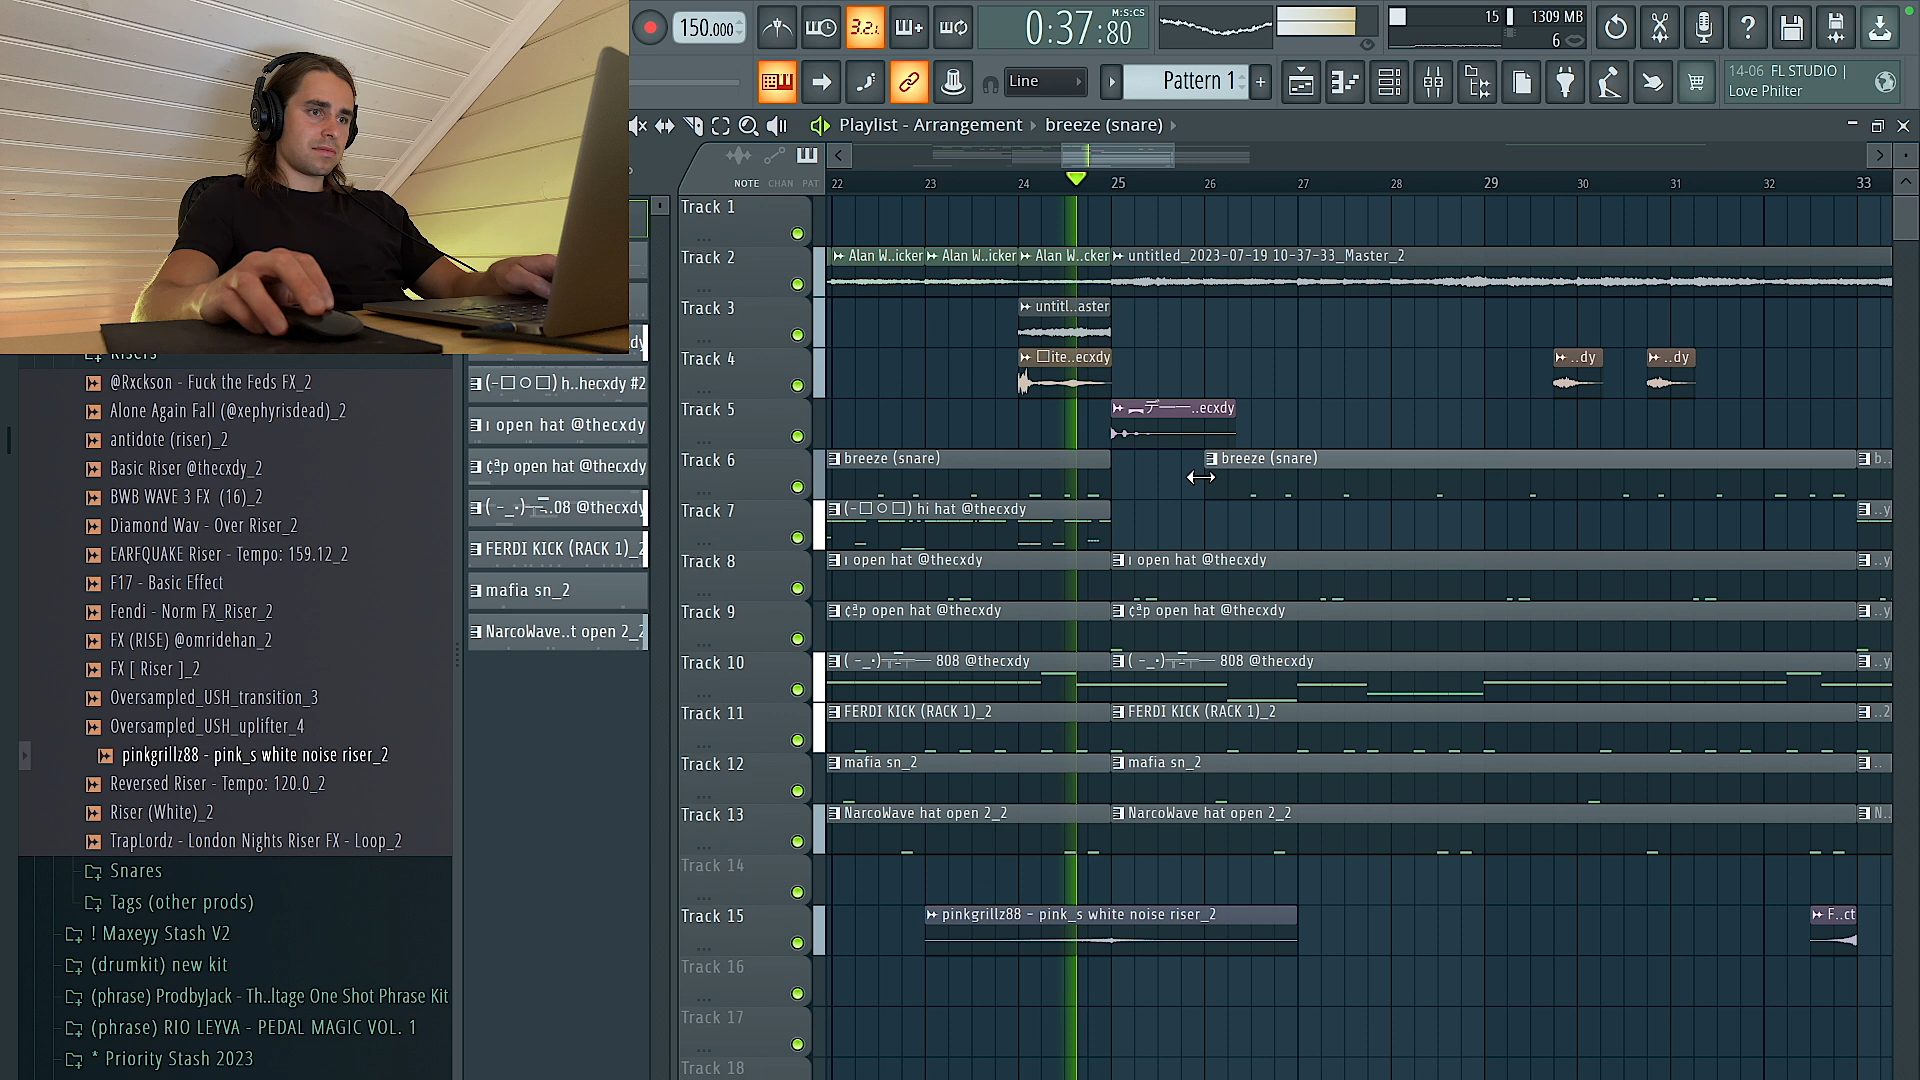 150.000
3.2.1
0:37:80
M:S:CS
15
1309 MB
6
Line
Pattern 1
14-06 FL STUDIO |
Love Philter
Playlist - Arrangement › breeze (snare) ›
NOTE CHAN PAT
22 23 24 25 26 27 28 29 30 31 32 33
Track 1
Track 2
Alan W..icker
Alan W..icker
Alan W..cker
untitled_2023-07-19 10-37-33_Master_2
Track 3
untitl..aster
Track 4
ite..ecxdy
..dy
..dy
Track 5
..ecxdy
Track 6
breeze (snare)
breeze (snare)
b..
Track 7
(-□ O □) hi hat @thecxdy
..y
Track 8
ı open hat @thecxdy
ı open hat @thecxdy
..y
Track 9
¢ªp open hat @thecxdy
¢ªp open hat @thecxdy
..y
Track 10
808 @thecxdy
808 @thecxdy
..y
Track 11
FERDI KICK (RACK 1)_2
FERDI KICK (RACK 1)_2
..2
Track 12
mafia sn_2
mafia sn_2
..
Track 13
NarcoWave hat open 2_2
NarcoWave hat open 2_2
N..
Track 14
Track 15
pinkgrillz88 - pink_s white noise riser_2
F..ct
Track 16
Track 17
Track 18
dy
(-□ O □) h..hecxdy #2
ı open hat @thecxdy
¢ªp open hat @thecxdy
..08 @thecxdy
FERDI KICK (RACK 1)_2
mafia sn_2
NarcoWave..t open 2_2
Risers
@Rxckson - Fuck the Feds FX_2
Alone Again Fall (@xephyrisdead)_2
antidote (riser)_2
Basic Riser @thecxdy_2
BWB WAVE 3 FX (16)_2
Diamond Wav - Over Riser_2
EARFQUAKE Riser - Tempo: 159.12_2
F17 - Basic Effect
Fendi - Norm FX_Riser_2
FX (RISE) @omridehan_2
FX [ Riser ]_2
Oversampled_USH_transition_3
Oversampled_USH_uplifter_4
pinkgrillz88 - pink_s white noise riser_2
Reversed Riser - Tempo: 120.0_2
Riser (White)_2
TrapLordz - London Nights Riser FX - Loop_2
Snares
Tags (other prods)
! Maxeyy Stash V2
(drumkit) new kit
(phrase) ProdbyJack - Th..ltage One Shot Phrase Kit
(phrase) RIO LEYVA - PEDAL MAGIC VOL. 1
* Priority Stash 2023